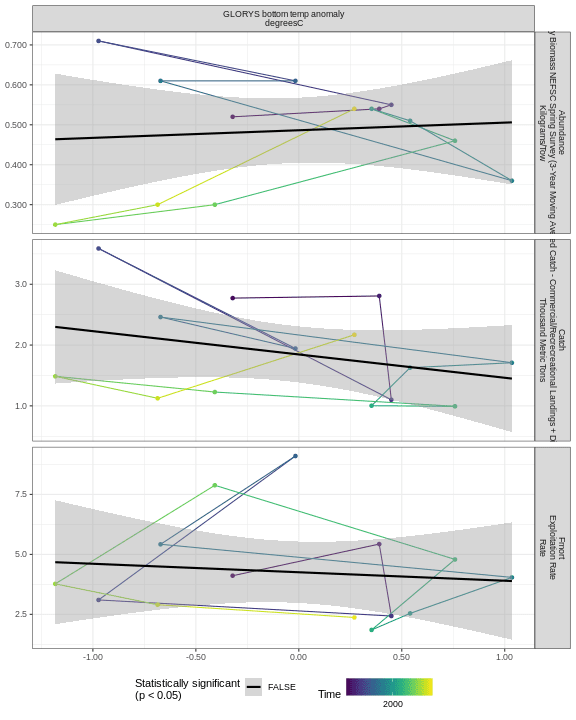 GLORYS bottom temp anomaly
degreesC
0.700
0.600
0.500
0.400
0.300
Abundance
y Biomass NEFSC Spring Survey (3-Year Moving Ave
Kilograms/Tow
3.0
2.0
1.0
Catch
ed Catch - Commercial/Recreational Landings + D
Thousand Metric Tons
7.5
5.0
2.5
Fmort
Exploitation Rate
Rate
-1.00
-0.50
0.00
0.50
1.00
Statistically significant
(p < 0.05)
FALSE
Time
2000